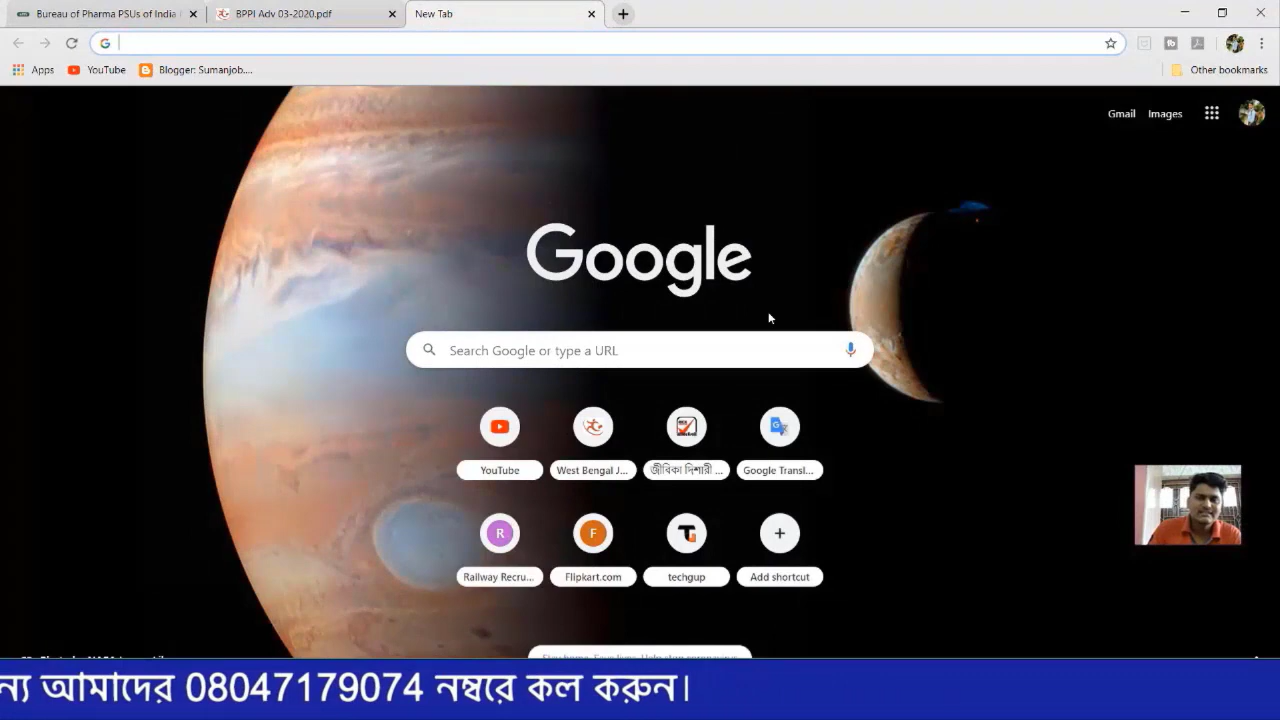 Bureau of Pharma PSUs of India
BPPI Adv 03-2020.pdf
New Tab
Apps
YouTube
Blogger: Sumanjob....
Other bookmarks
Gmail
Images
Google
Search Google or type a URL
YouTube
West Bengal J...
জীবিকা দিশারী ...
Google Transl...
Railway Recru...
Flipkart.com
techgup
Add shortcut
ন্য আমাদের 08047179074 নম্বরে কল করুন।